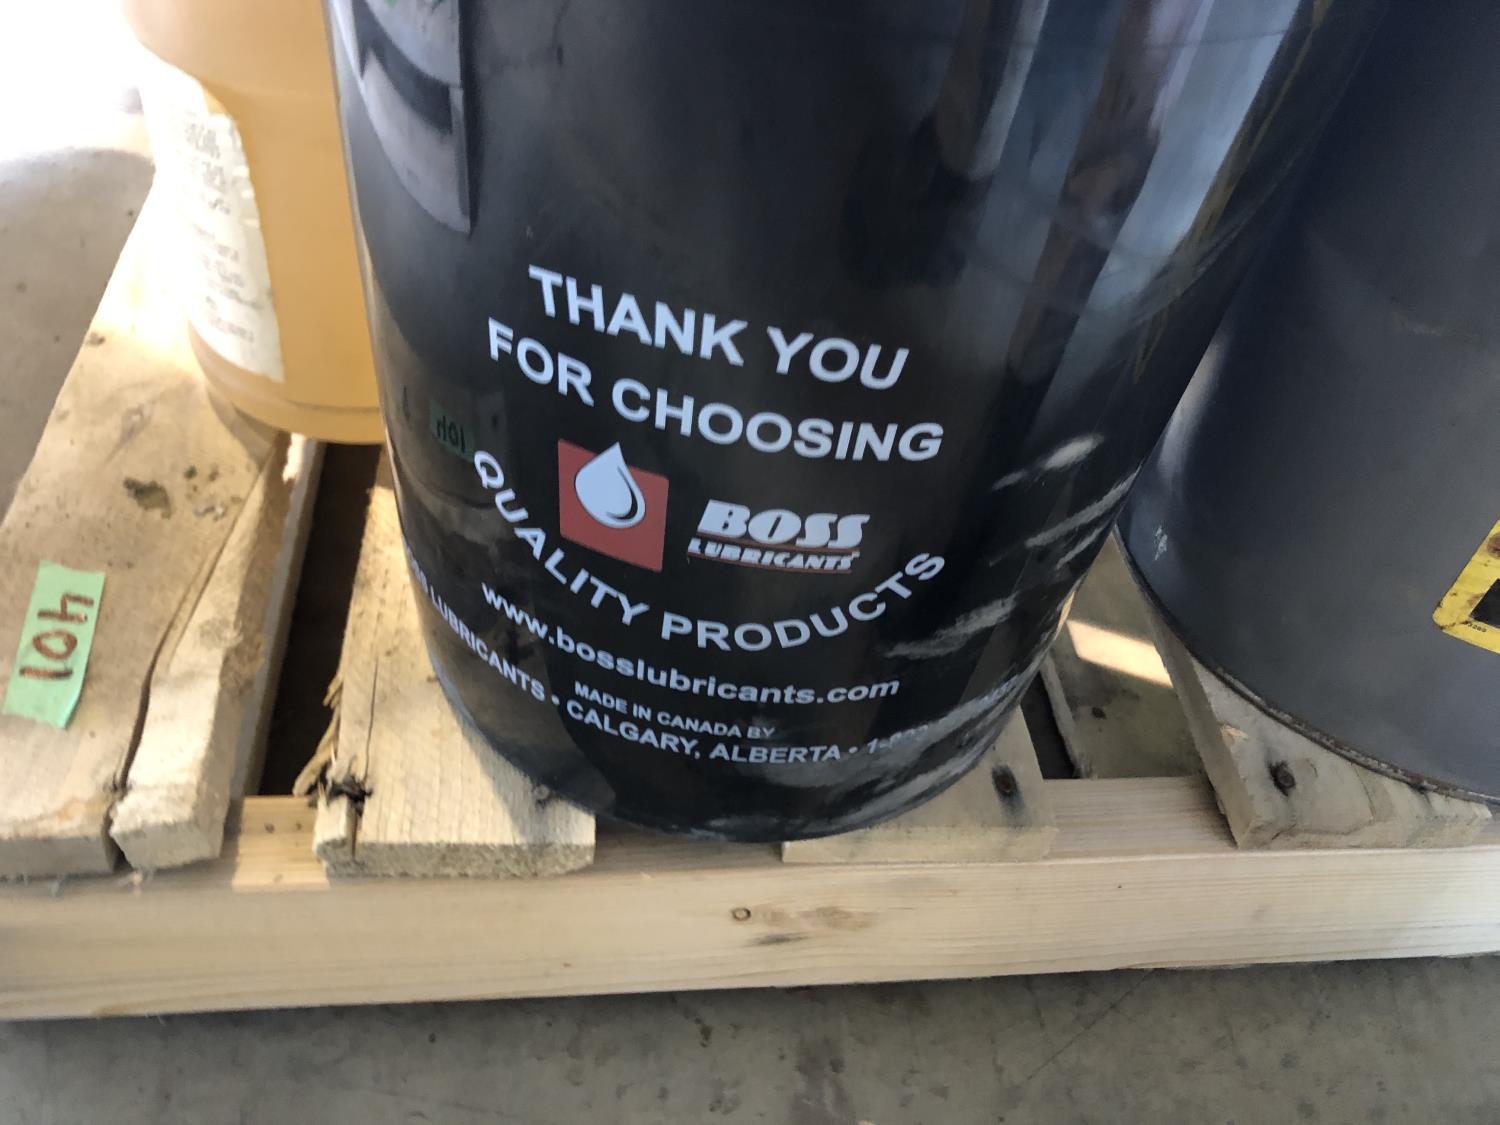 THANK YOU
FOR CHOOSING
BOSS
LUBRICANTS
QUALITY PRODUCTS
www.bosslubricants.com
MADE IN CANADA BY
LUBRICANTS • CALGARY, ALBERTA •
401